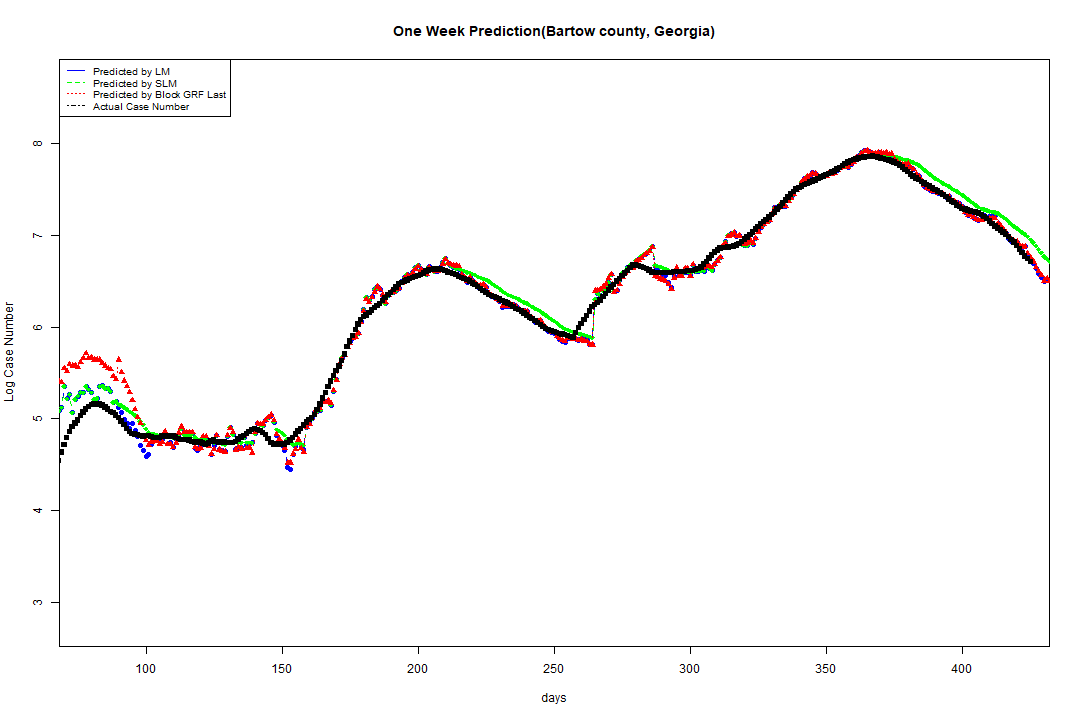 One Week Prediction(Bartow county, Georgia)
Predicted by LM
Predicted by SLM
Predicted by Block GRF Last
Actual Case Number
8
7
6
5
4
3
Log Case Number
100 150 200 250 300 350 400
days